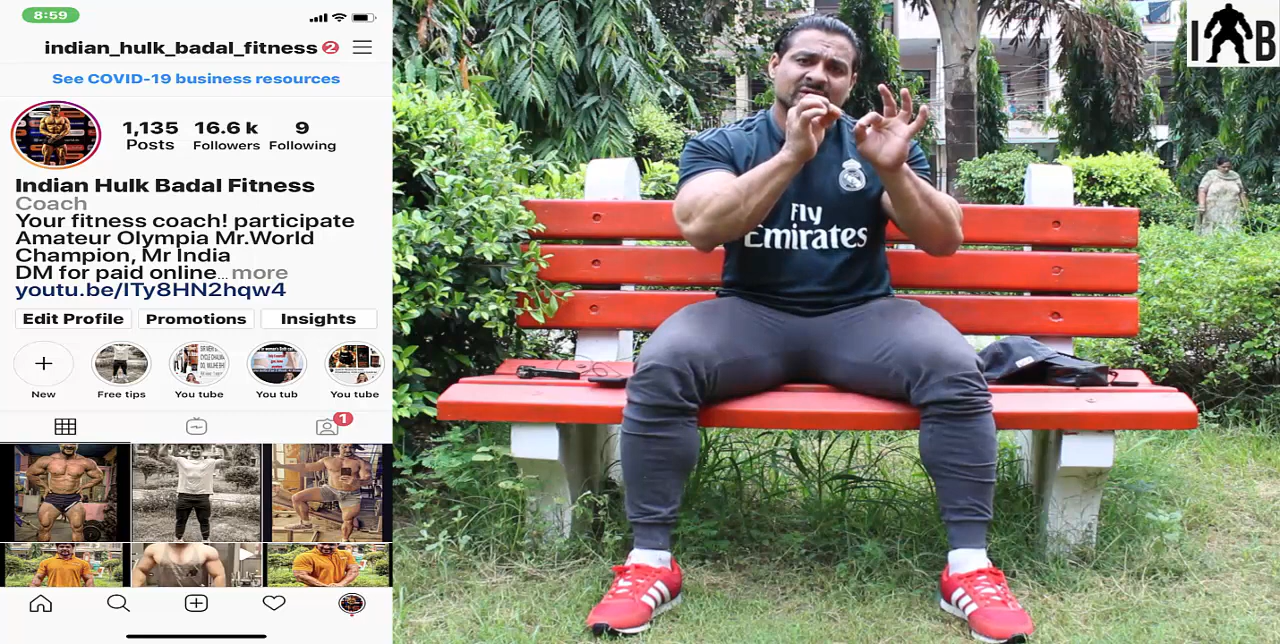 8:59
indian_hulk_badal_fitness 2
See COVID-19 business resources
1,135 16.6 k 9
Posts Followers Following
Indian Hulk Badal Fitness
Coach
Your fitness coach! participate
Amateur Olympia Mr.World
Champion, Mr India
DM for paid online... more
youtu.be/ITy8HN2hqw4
Edit Profile Promotions Insights
New Free tips You tube You tub You tube
1
Fly
Emirates
I B